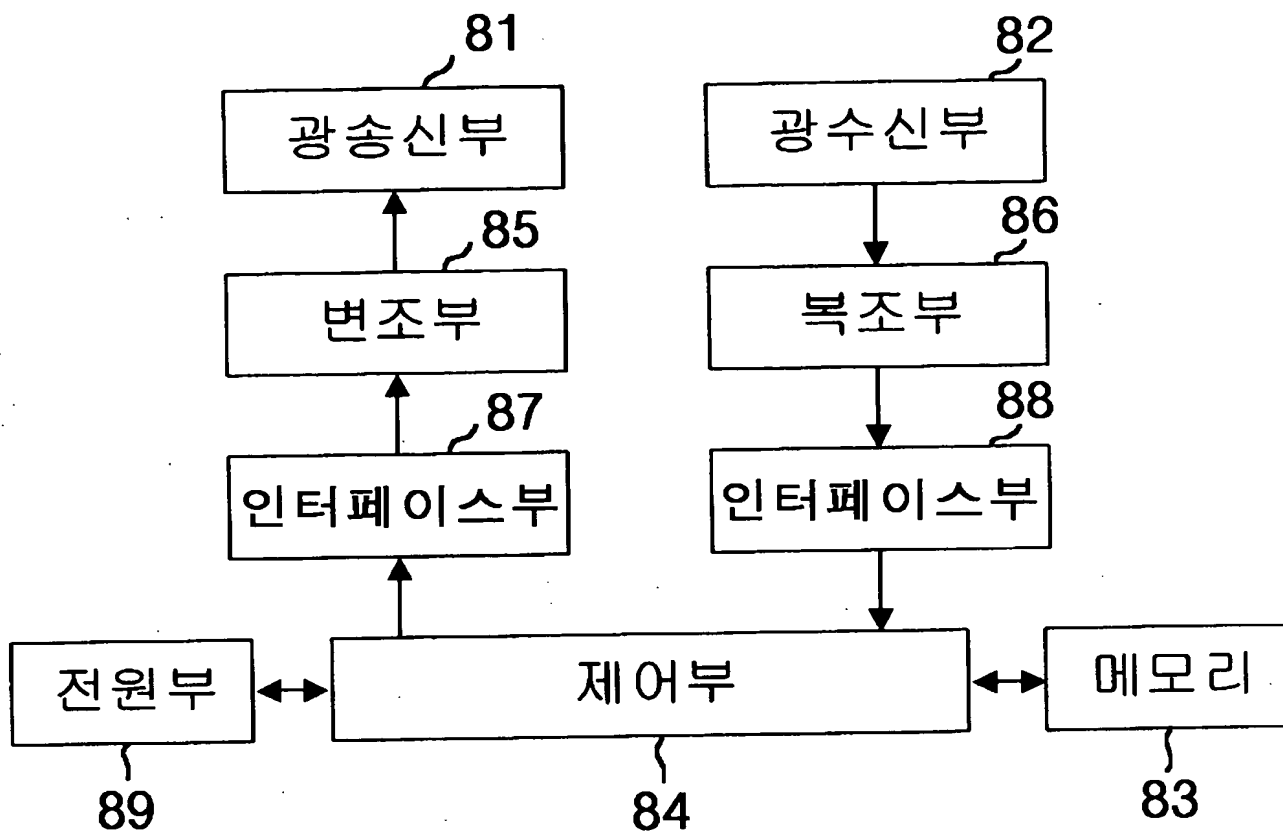 81
82
광송신부
광수신부
85
86
변조부
복조부
87
88
인터페이스부
인터페이스부
전원부
제어부
메모리
89
84
83